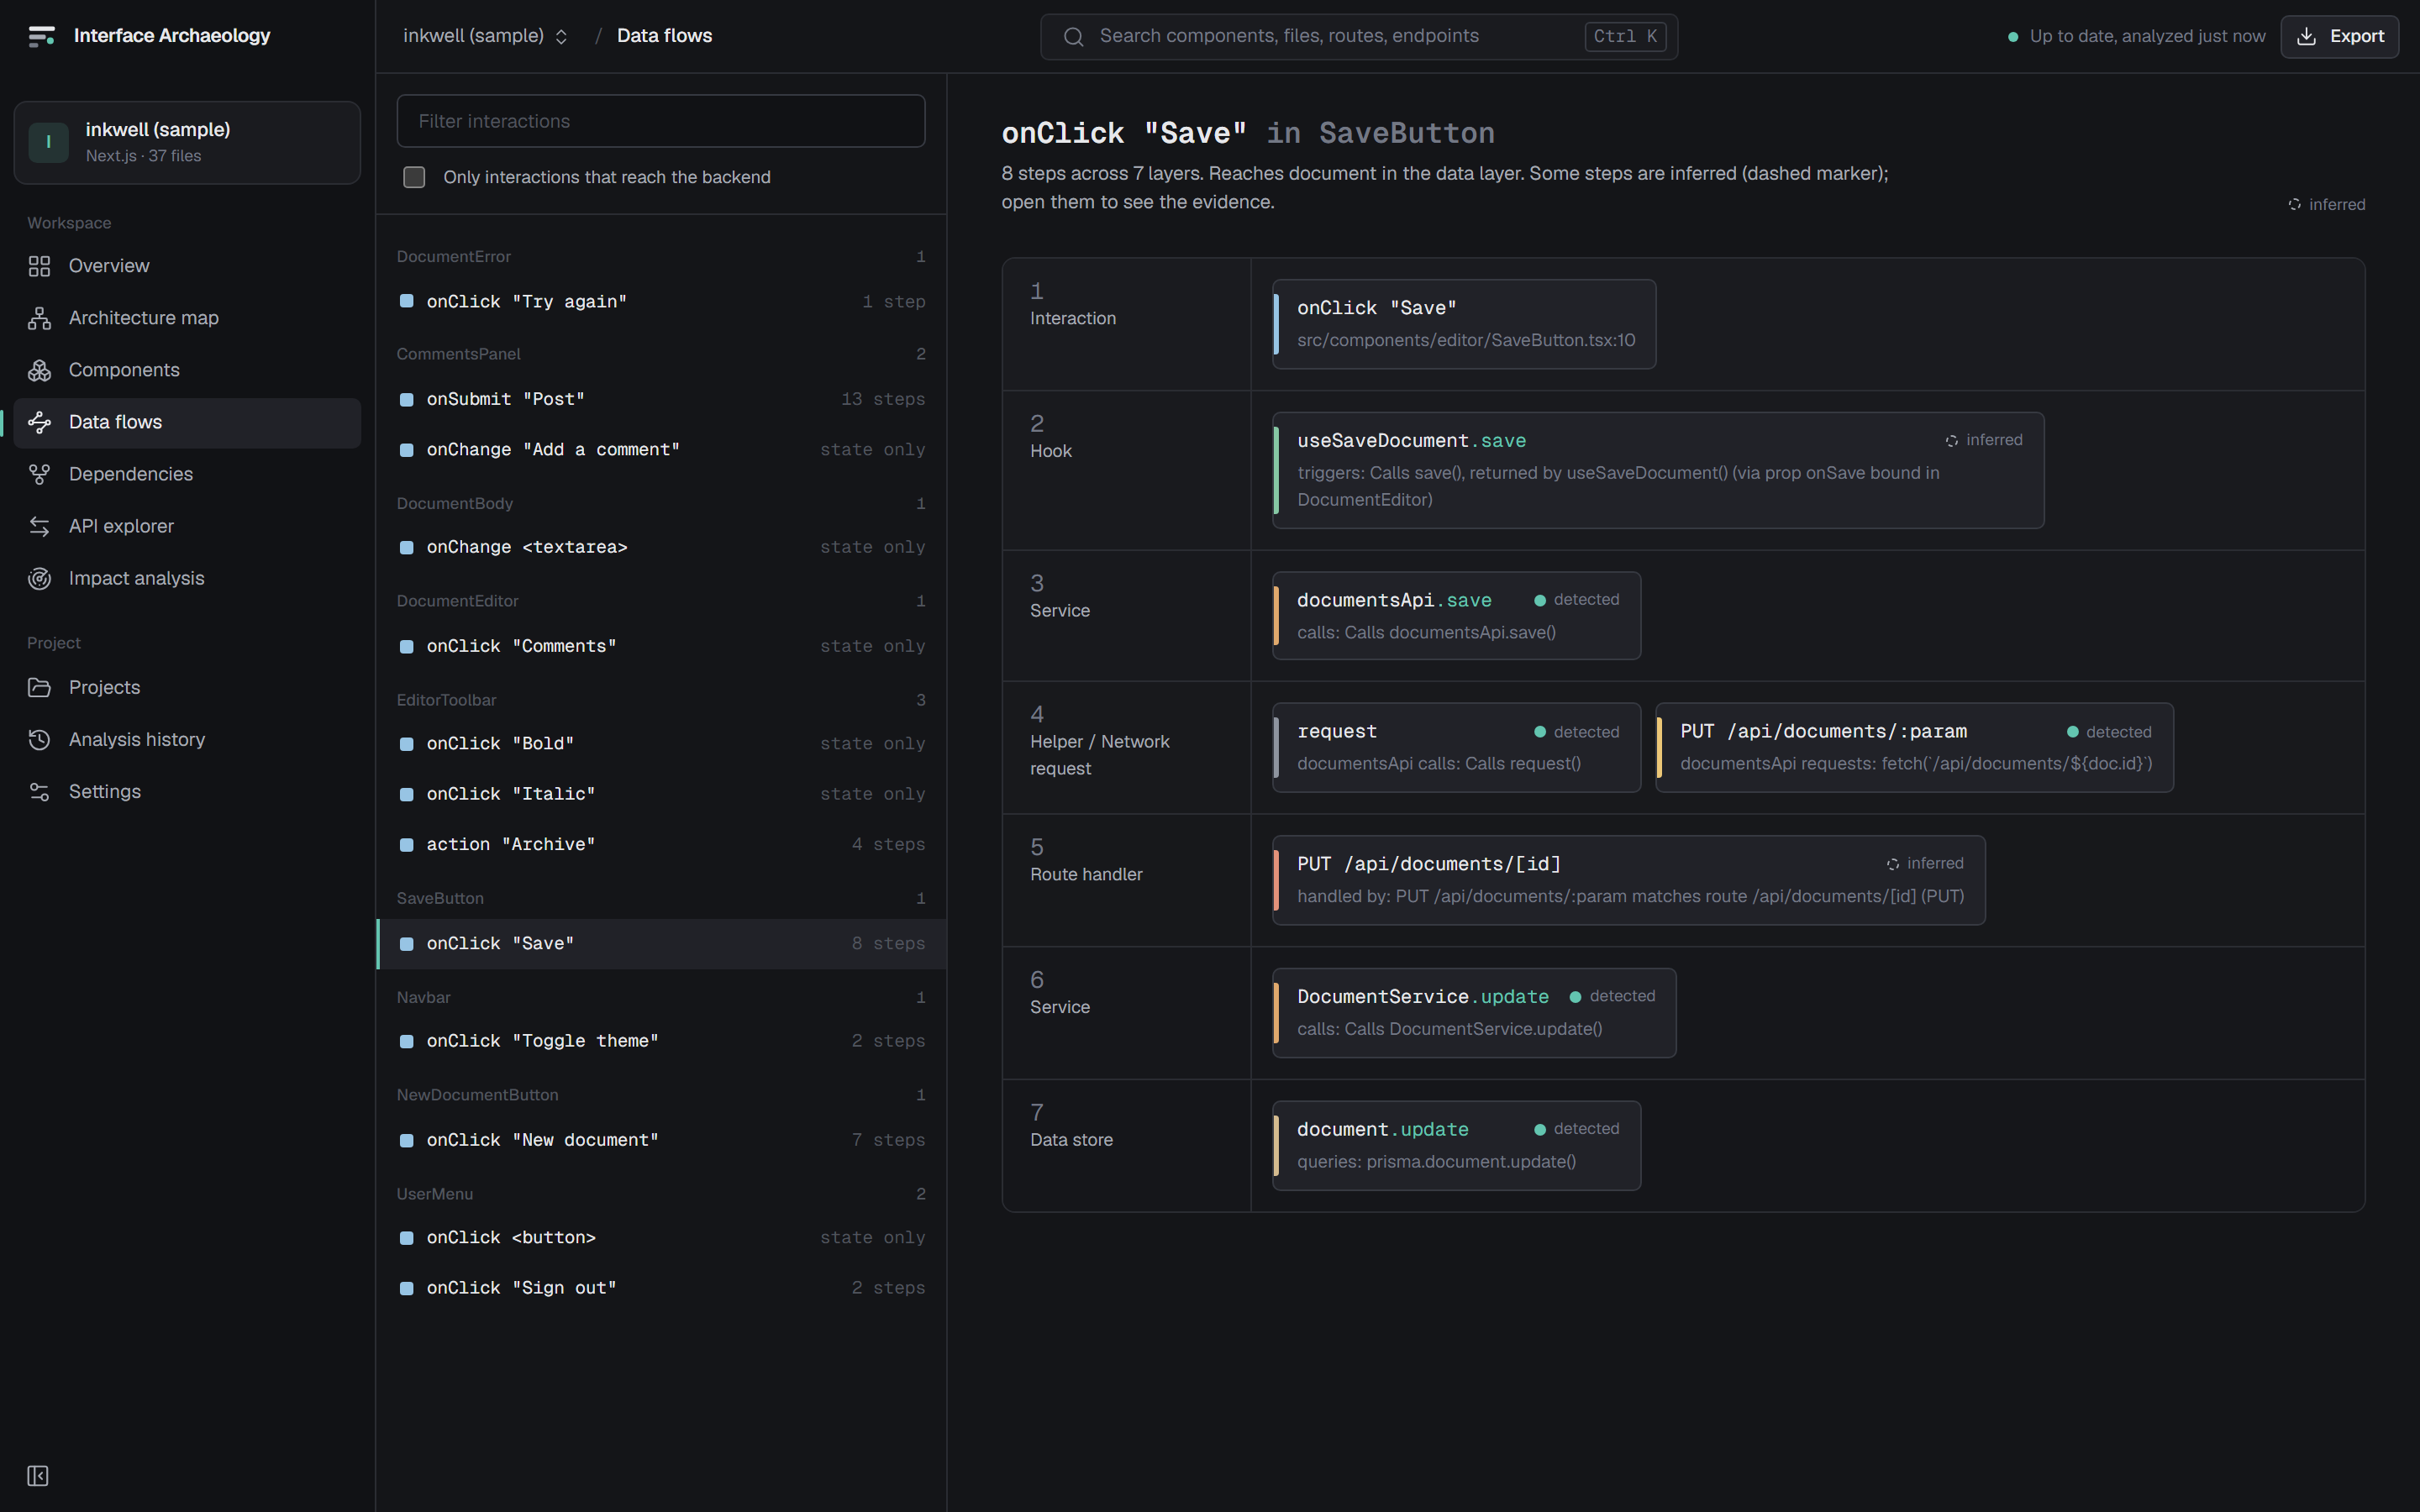 Interface Archaeology
inkwell (sample)
/ Data flows
Search components, files, routes, endpoints
Ctrl K
Up to date, analyzed just now
Export
I
inkwell (sample)
Next.js · 37 files
Workspace
Overview
Architecture map
Components
Data flows
Dependencies
API explorer
Impact analysis
Project
Projects
Analysis history
Settings
Filter interactions
Only interactions that reach the backend
DocumentError 1
onClick "Try again" 1 step
CommentsPanel 2
onSubmit "Post" 13 steps
onChange "Add a comment" state only
DocumentBody 1
onChange <textarea> state only
DocumentEditor 1
onClick "Comments" state only
EditorToolbar 3
onClick "Bold" state only
onClick "Italic" state only
action "Archive" 4 steps
SaveButton 1
onClick "Save" 8 steps
Navbar 1
onClick "Toggle theme" 2 steps
NewDocumentButton 1
onClick "New document" 7 steps
UserMenu 2
onClick <button> state only
onClick "Sign out" 2 steps
onClick "Save" in SaveButton
8 steps across 7 layers. Reaches document in the data layer. Some steps are inferred (dashed marker);
open them to see the evidence.
inferred
1
Interaction
onClick "Save"
src/components/editor/SaveButton.tsx:10
2
Hook
useSaveDocument.save inferred
triggers: Calls save(), returned by useSaveDocument() (via prop onSave bound in
DocumentEditor)
3
Service
documentsApi.save detected
calls: Calls documentsApi.save()
4
Helper / Network
request
request detected
documentsApi calls: Calls request()
PUT /api/documents/:param detected
documentsApi requests: fetch(`/api/documents/${doc.id}`)
5
Route handler
PUT /api/documents/[id] inferred
handled by: PUT /api/documents/:param matches route /api/documents/[id] (PUT)
6
Service
DocumentService.update detected
calls: Calls DocumentService.update()
7
Data store
document.update detected
queries: prisma.document.update()